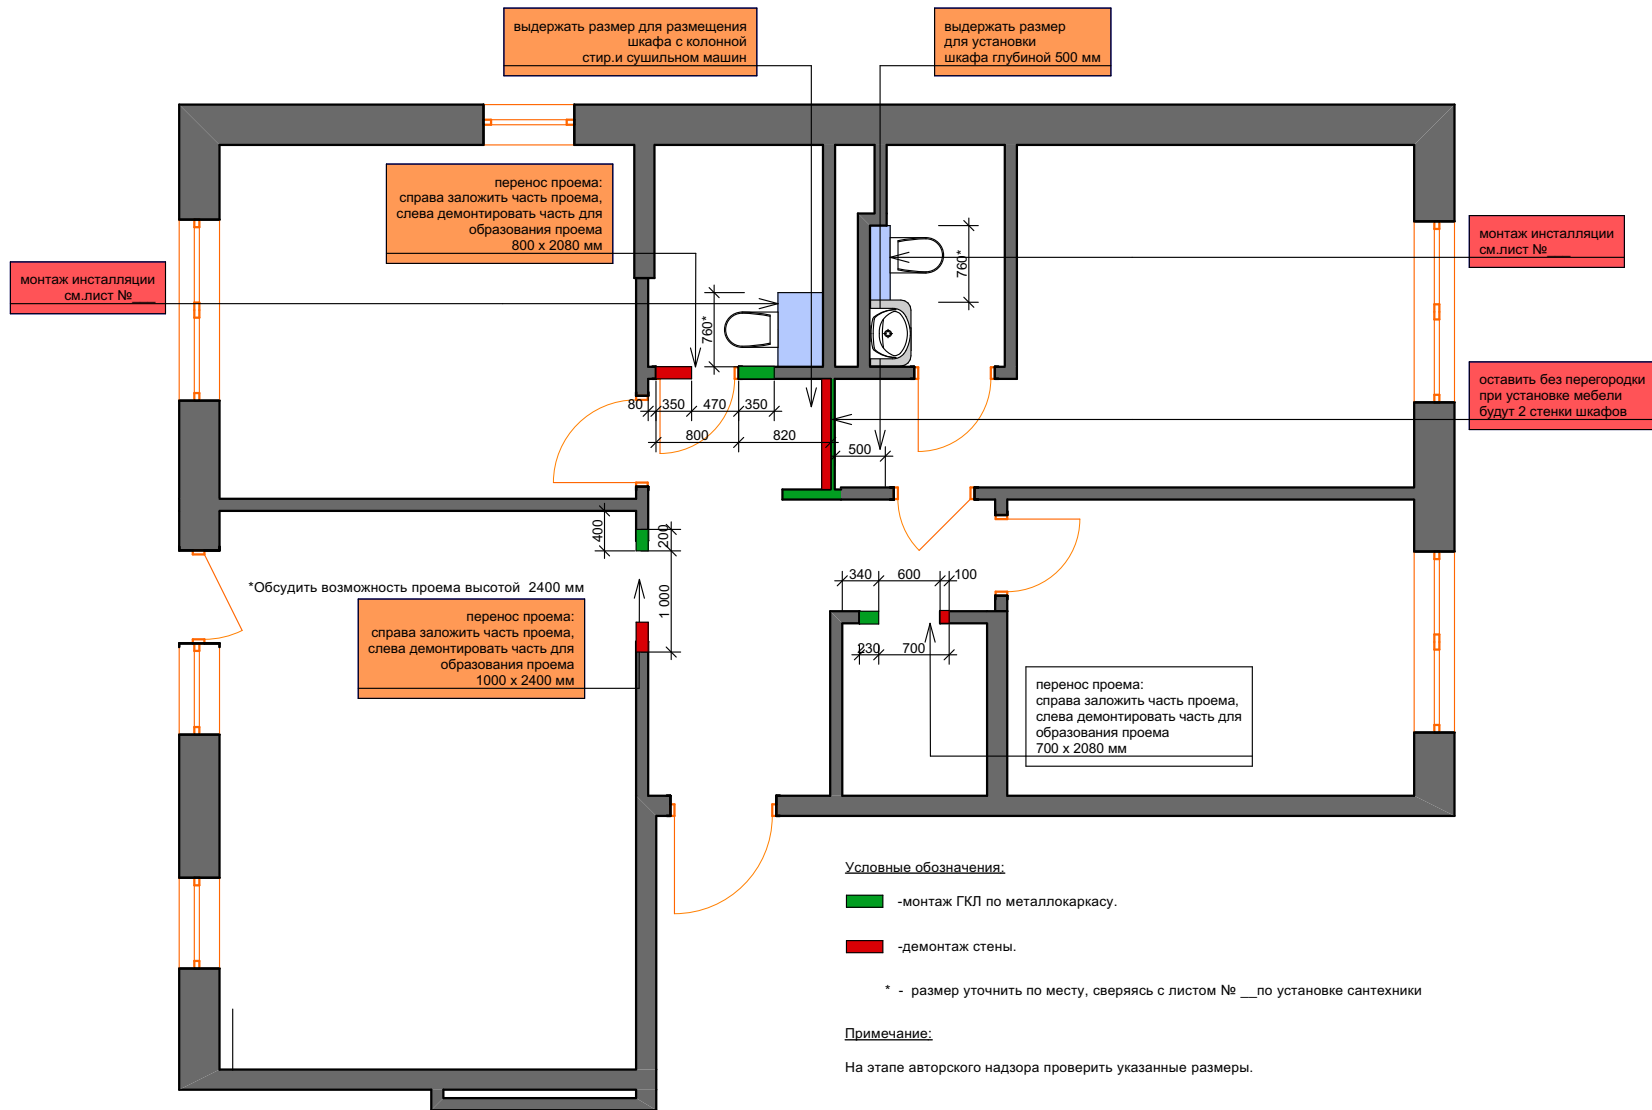 выдержать размер для размещения
шкафа с колонной
стир.и сушильном машин
выдержать размер
для установки
шкафа глубиной 500 мм
перенос проема:
справа заложить часть проема,
слева демонтировать часть для
образования проема
800 x 2080 мм
монтаж инсталляции
см.лист №___
монтаж инсталляции
см.лист №___
760*
760*
оставить без перегородки
при установке мебели
будут 2 стенки шкафов
80 350 470 350
800 820
500
400
200
1 000
*Обсудить возможность проема высотой 2400 мм
перенос проема:
справа заложить часть проема,
слева демонтировать часть для
образования проема
1000 x 2400 мм
340 600 100
230 700
перенос проема:
справа заложить часть проема,
слева демонтировать часть для
образования проема
700 x 2080 мм
Условные обозначения:
-монтаж ГКЛ по металлокаркасу.
-демонтаж стены.
* - размер уточнить по месту, сверяясь с листом № __по установке сантехники
Примечание:
На этапе авторского надзора проверить указанные размеры.